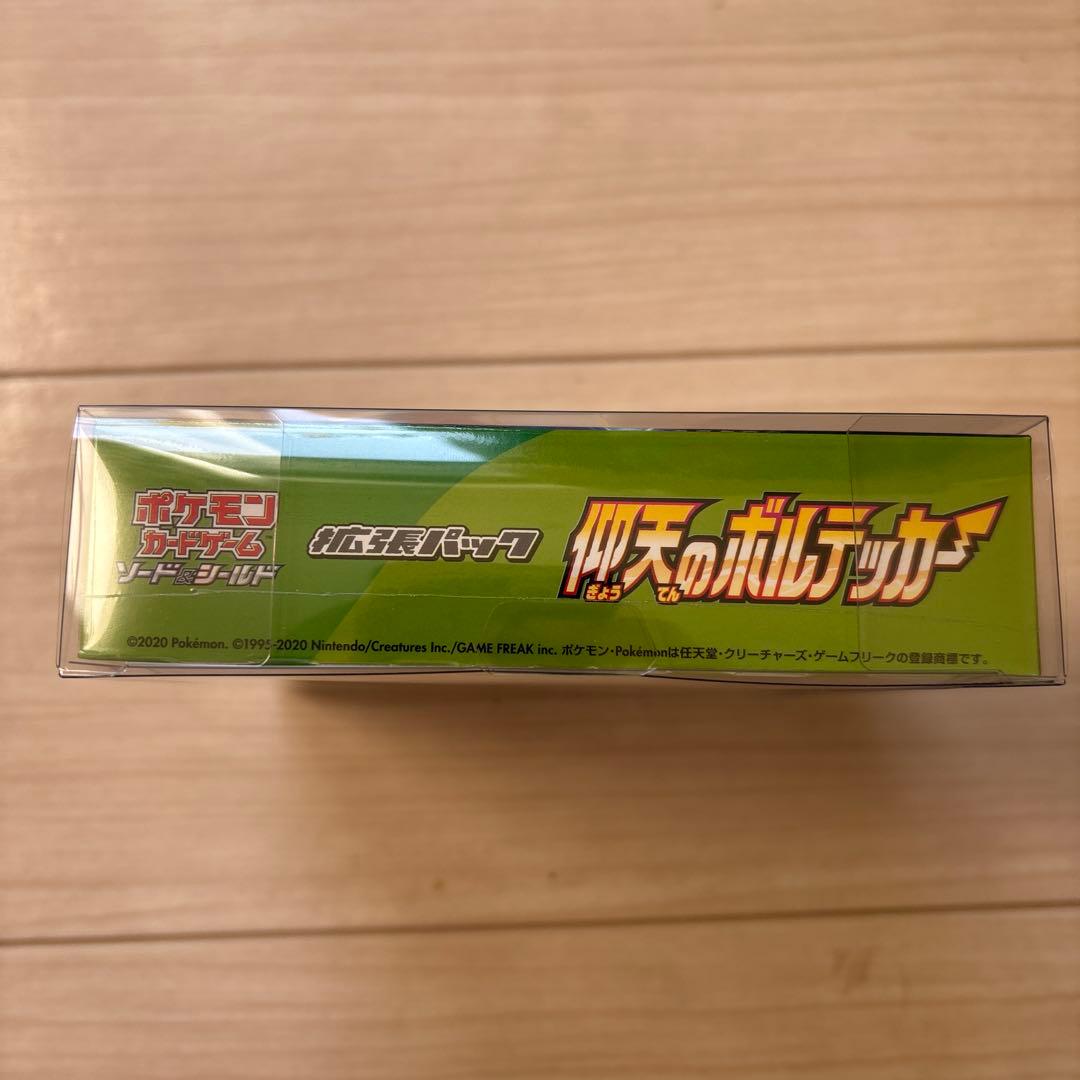 ポケモン
カードゲーム™
ソード&シールド
拡張パック
仰天のボルテッカー
ぎょう てん
©2020 Pokémon. ©1995-2020 Nintendo/Creatures Inc./GAME FREAK inc. ポケモン・Pokémonは任天堂・クリーチャーズ・ゲームフリークの登録商標です。